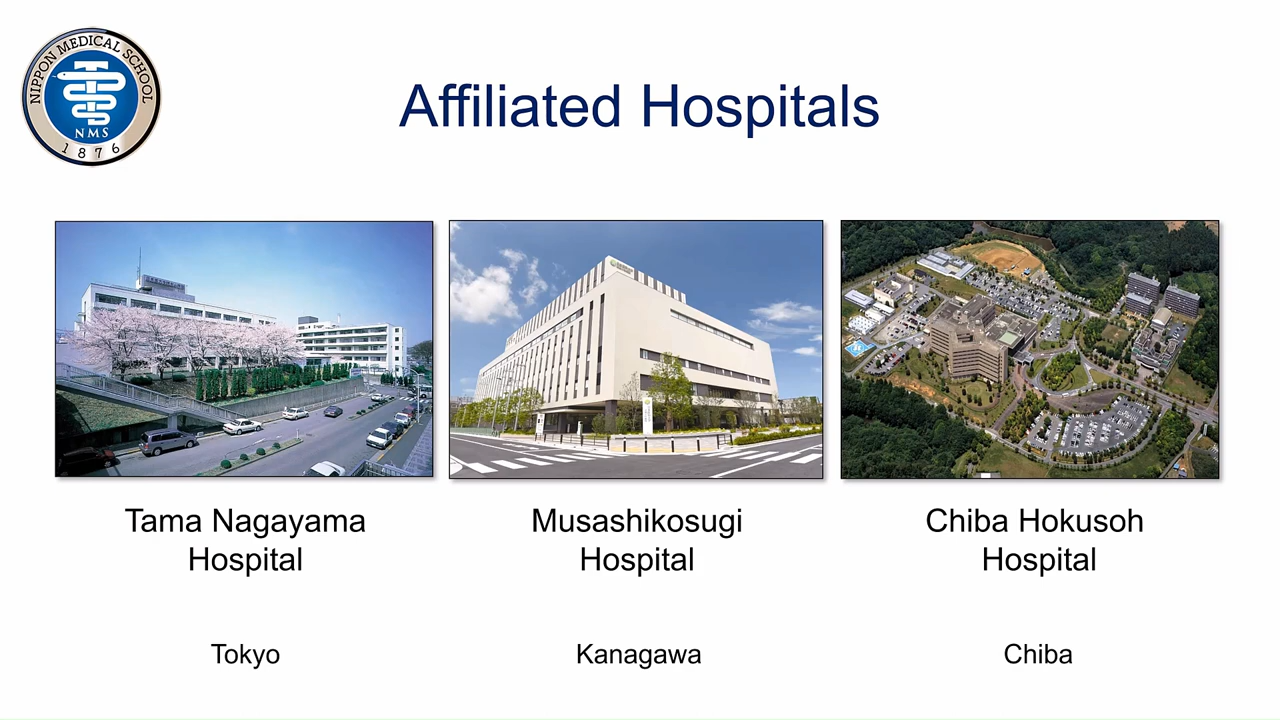 NIPPON MEDICAL SCHOOL
NMS
1876
Affiliated Hospitals
Tama Nagayama
Hospital
Musashikosugi
Hospital
Chiba Hokusoh
Hospital
Tokyo
Kanagawa
Chiba